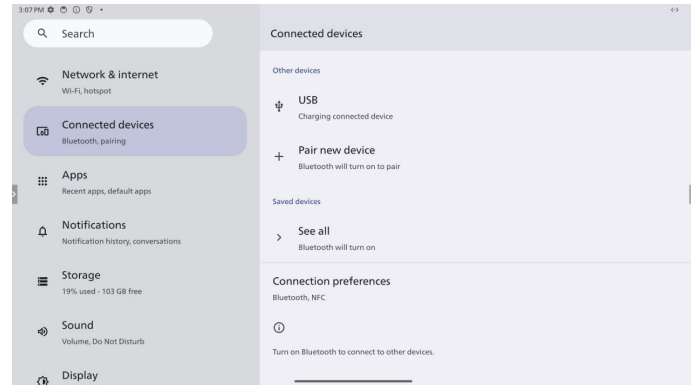 3:07 PM
Search
Network & internet
Wi-Fi, hotspot
Connected devices
Bluetooth, pairing
Apps
Recent apps, default apps
Notifications
Notification history, conversations
Storage
19% used - 103 GB free
Sound
Volume, Do Not Disturb
Display
Connected devices
Other devices
USB
Charging connected device
Pair new device
Bluetooth will turn on to pair
Saved devices
See all
Bluetooth will turn on
Connection preferences
Bluetooth, NFC
Turn on Bluetooth to connect to other devices.